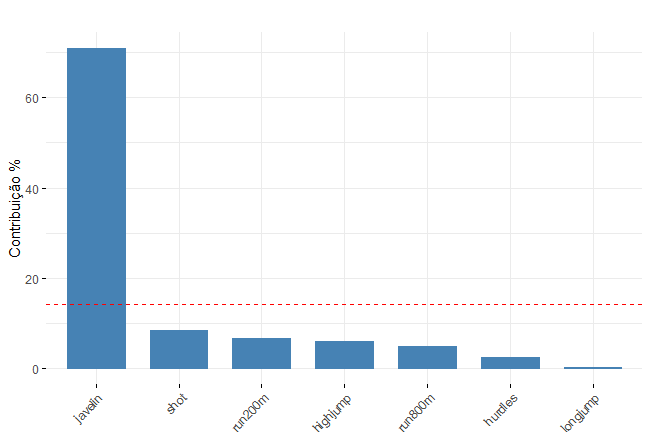 Contribuição %
60
40
20
0
javelin
shot
run200m
highjump
run800m
hurdles
longjump